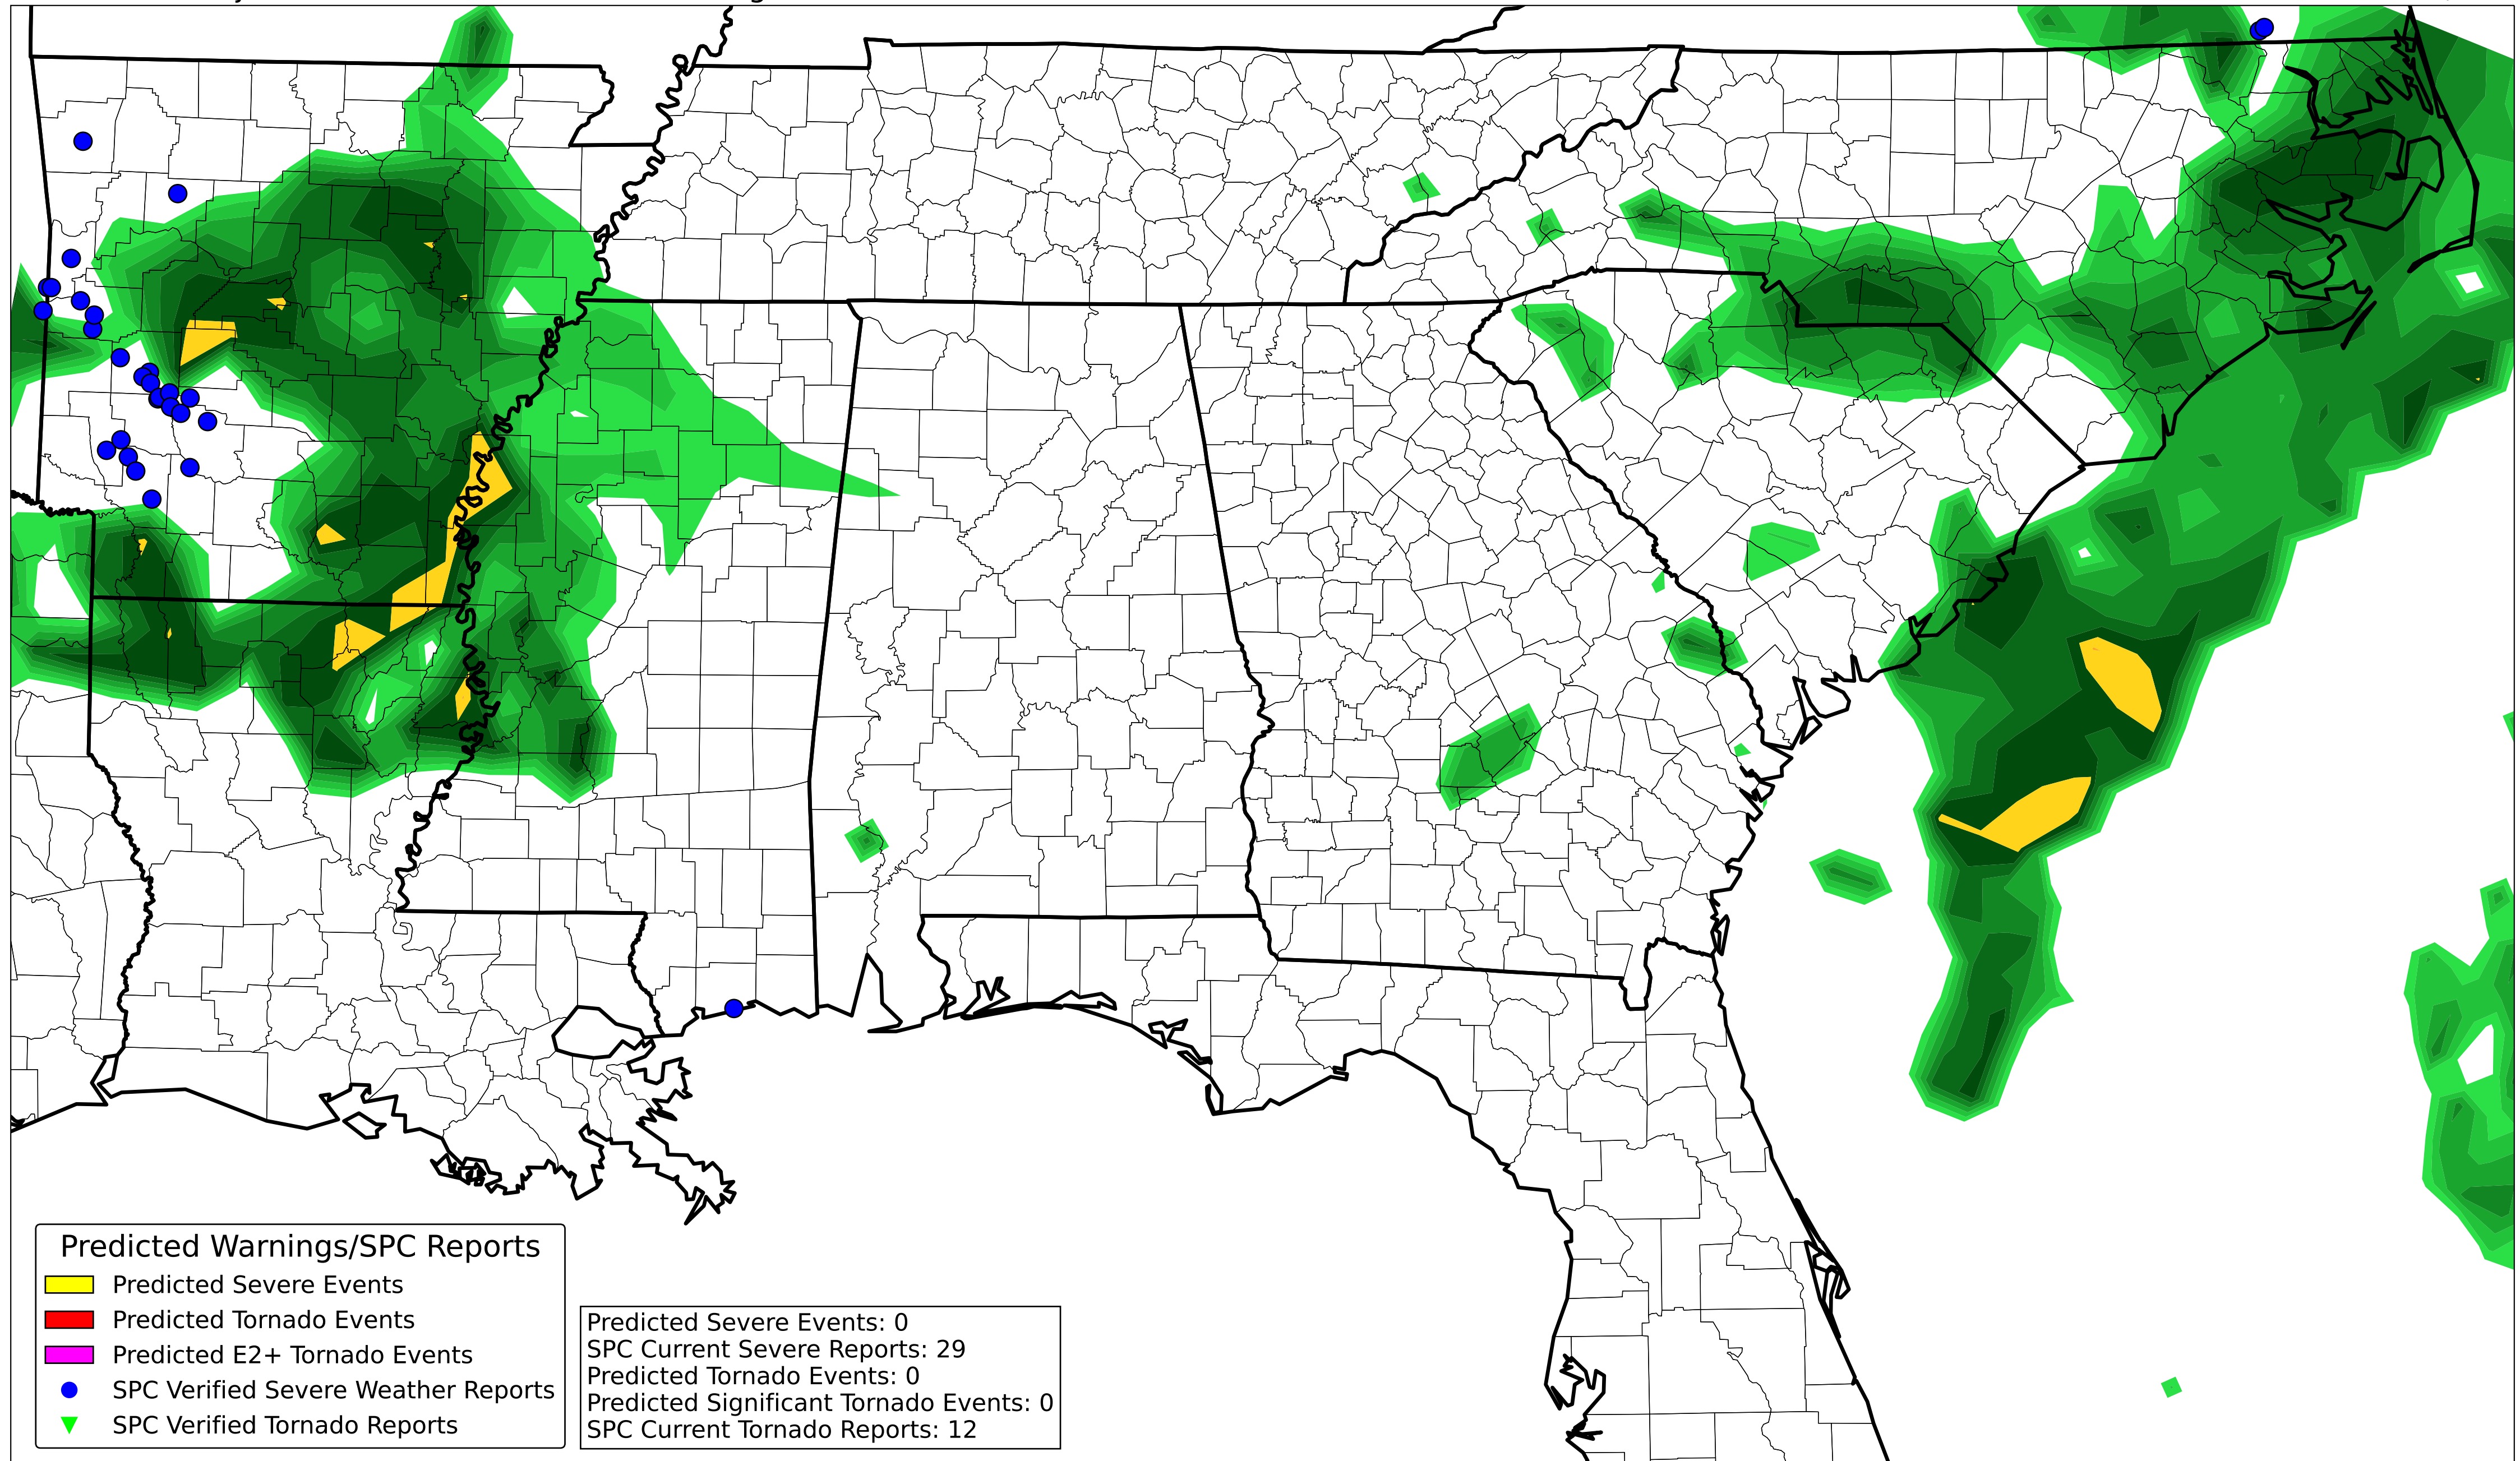 Predicted Warnings/SPC Reports
Predicted Severe Events
Predicted Tornado Events
Predicted E2+ Tornado Events
SPC Verified Severe Weather Reports
SPC Verified Tornado Reports
Predicted Severe Events: 0
SPC Current Severe Reports: 29
Predicted Tornado Events: 0
Predicted Significant Tornado Events: 0
SPC Current Tornado Reports: 12